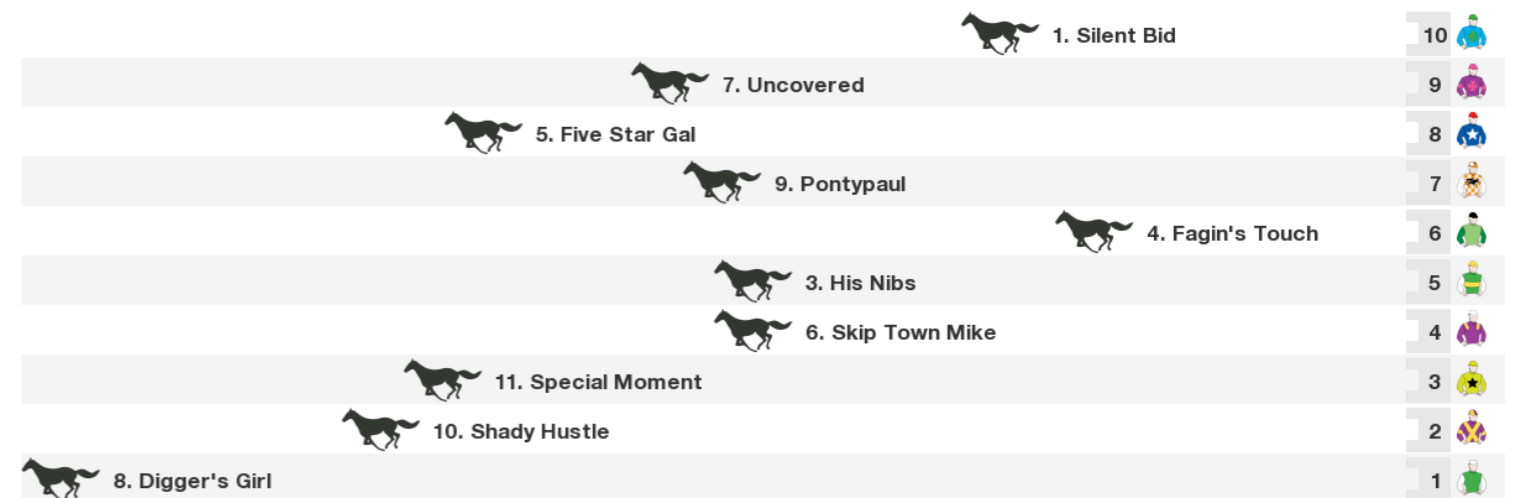 1. Silent Bid 10
7. Uncovered 9
5. Five Star Gal 8
9. Pontypaul 7
4. Fagin's Touch 6
3. His Nibs 5
6. Skip Town Mike 4
11. Special Moment 3
10. Shady Hustle 2
8. Digger's Girl 1